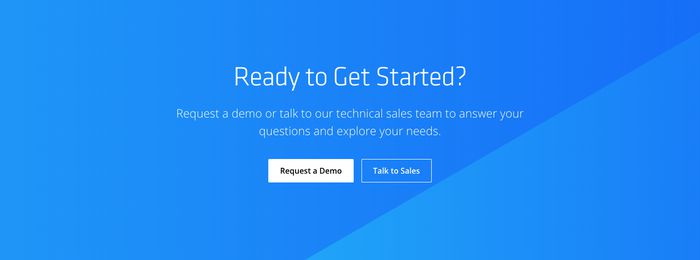 Ready to Get Started?
Request a demo or talk to our technical sales team to answer your
questions and explore your needs.
Request a Demo
Talk to Sales